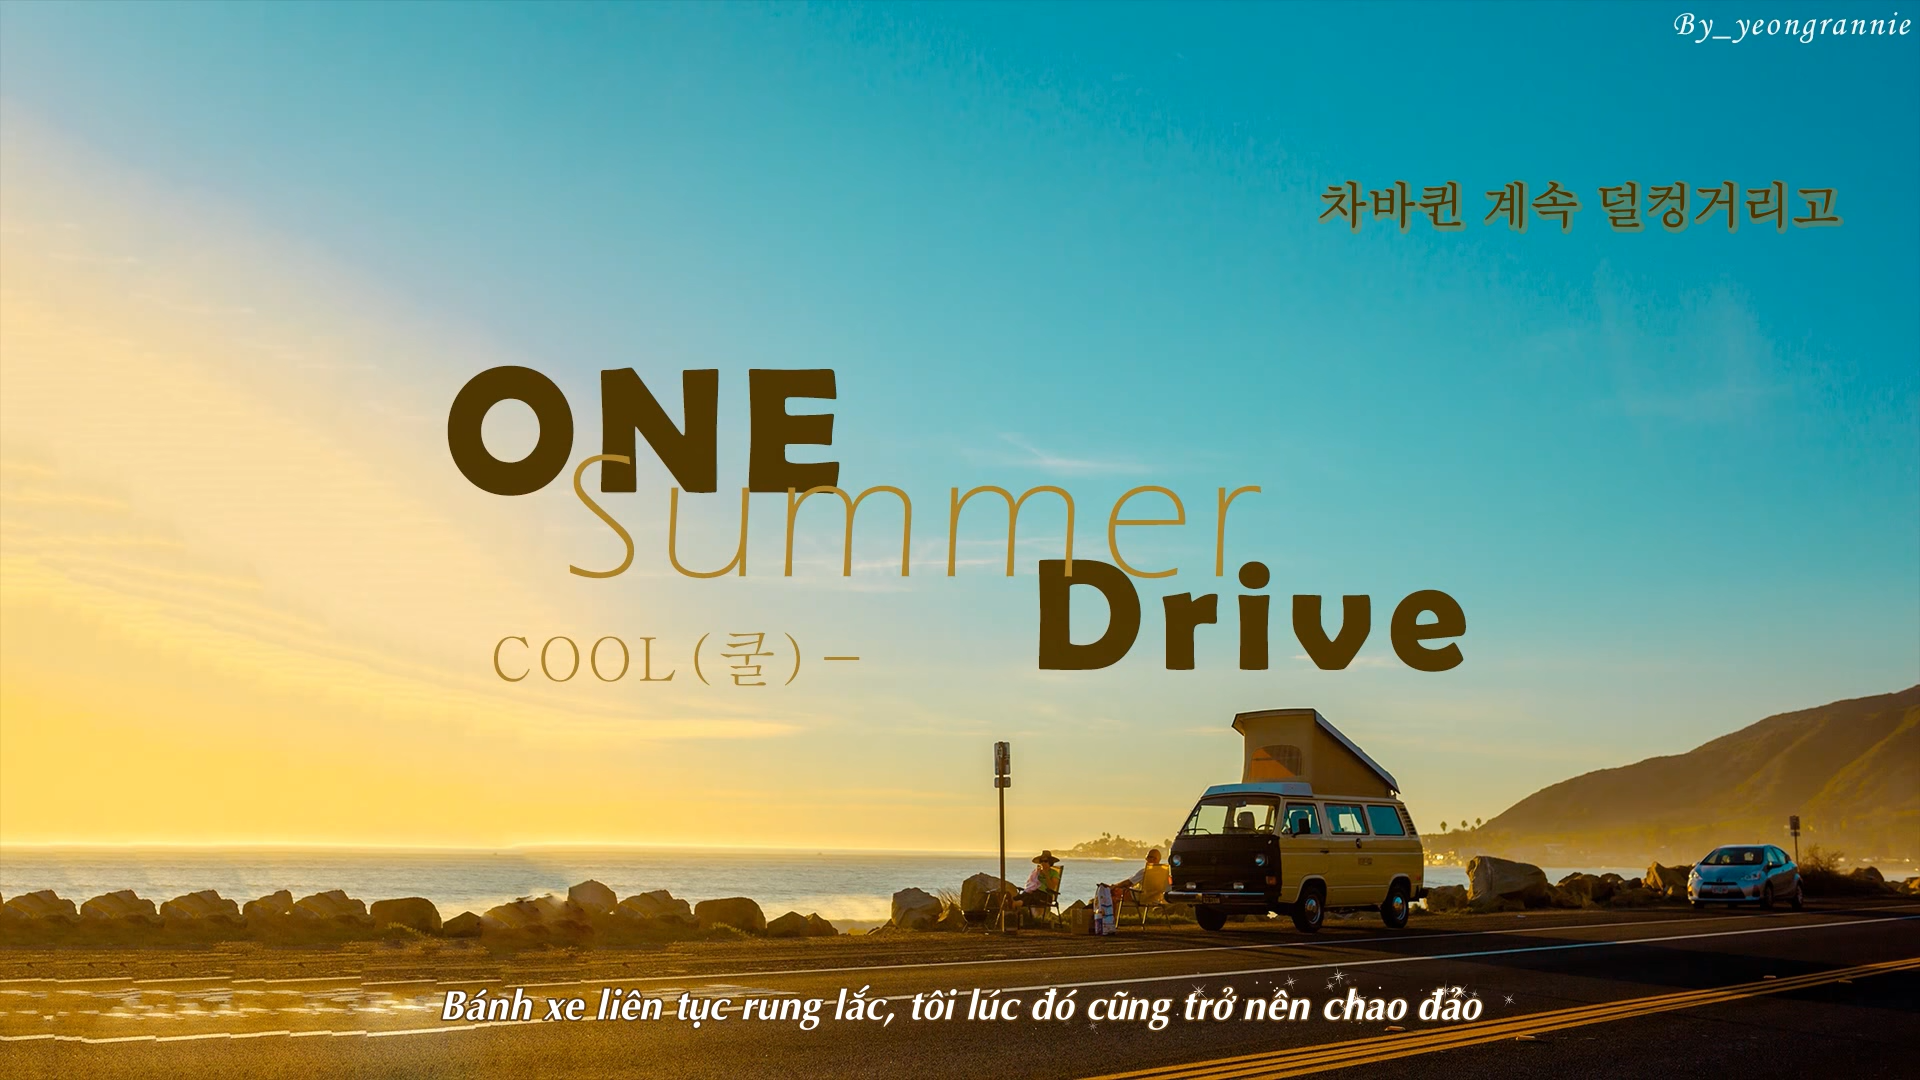 By_yeongrannie
차바퀸 계속 덜컹거리고
ONE
Summer
Drive
COOL(쿨) –
Bánh xe liên tục rung lắc, tôi lúc đó cũng trở nên chao đảo